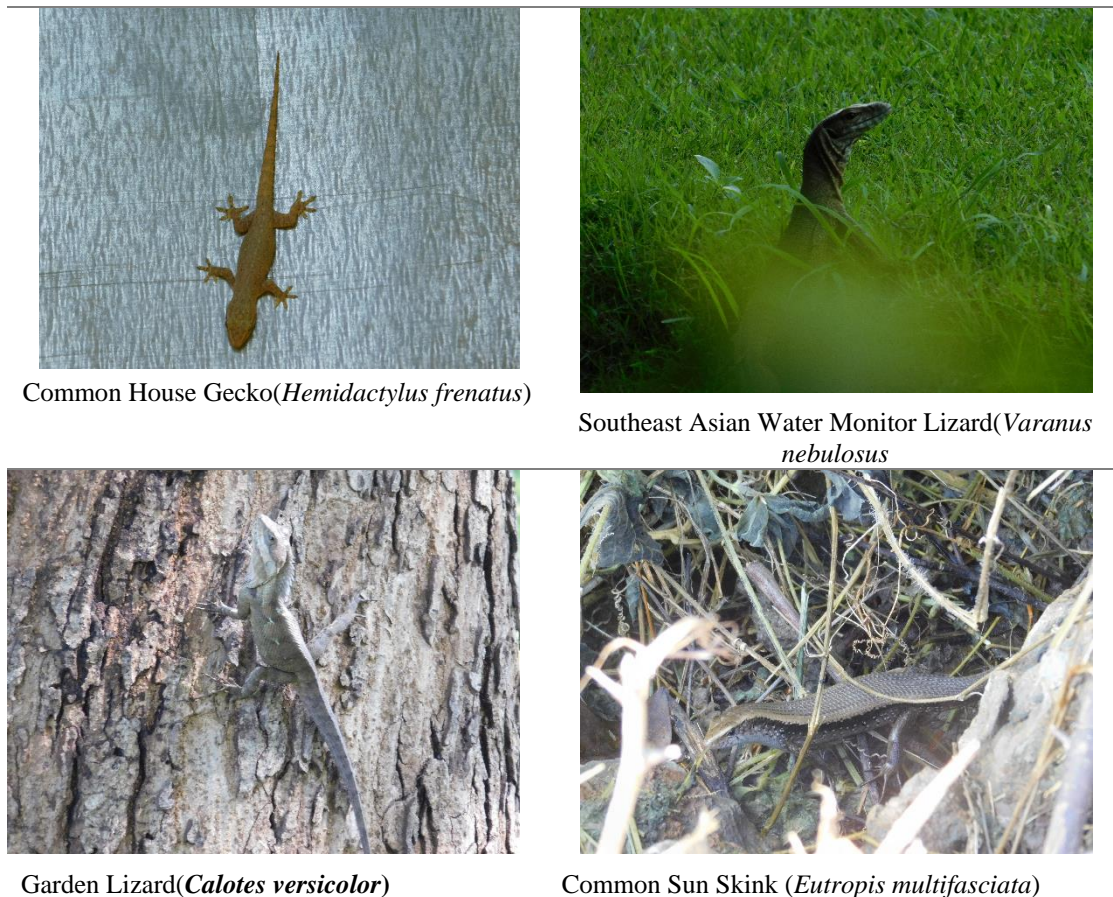 Common House Gecko(Hemidactylus frenatus)
Southeast Asian Water Monitor Lizard(Varanus
nebulosus
Garden Lizard(Calotes versicolor)
Common Sun Skink (Eutropis multifasciata)